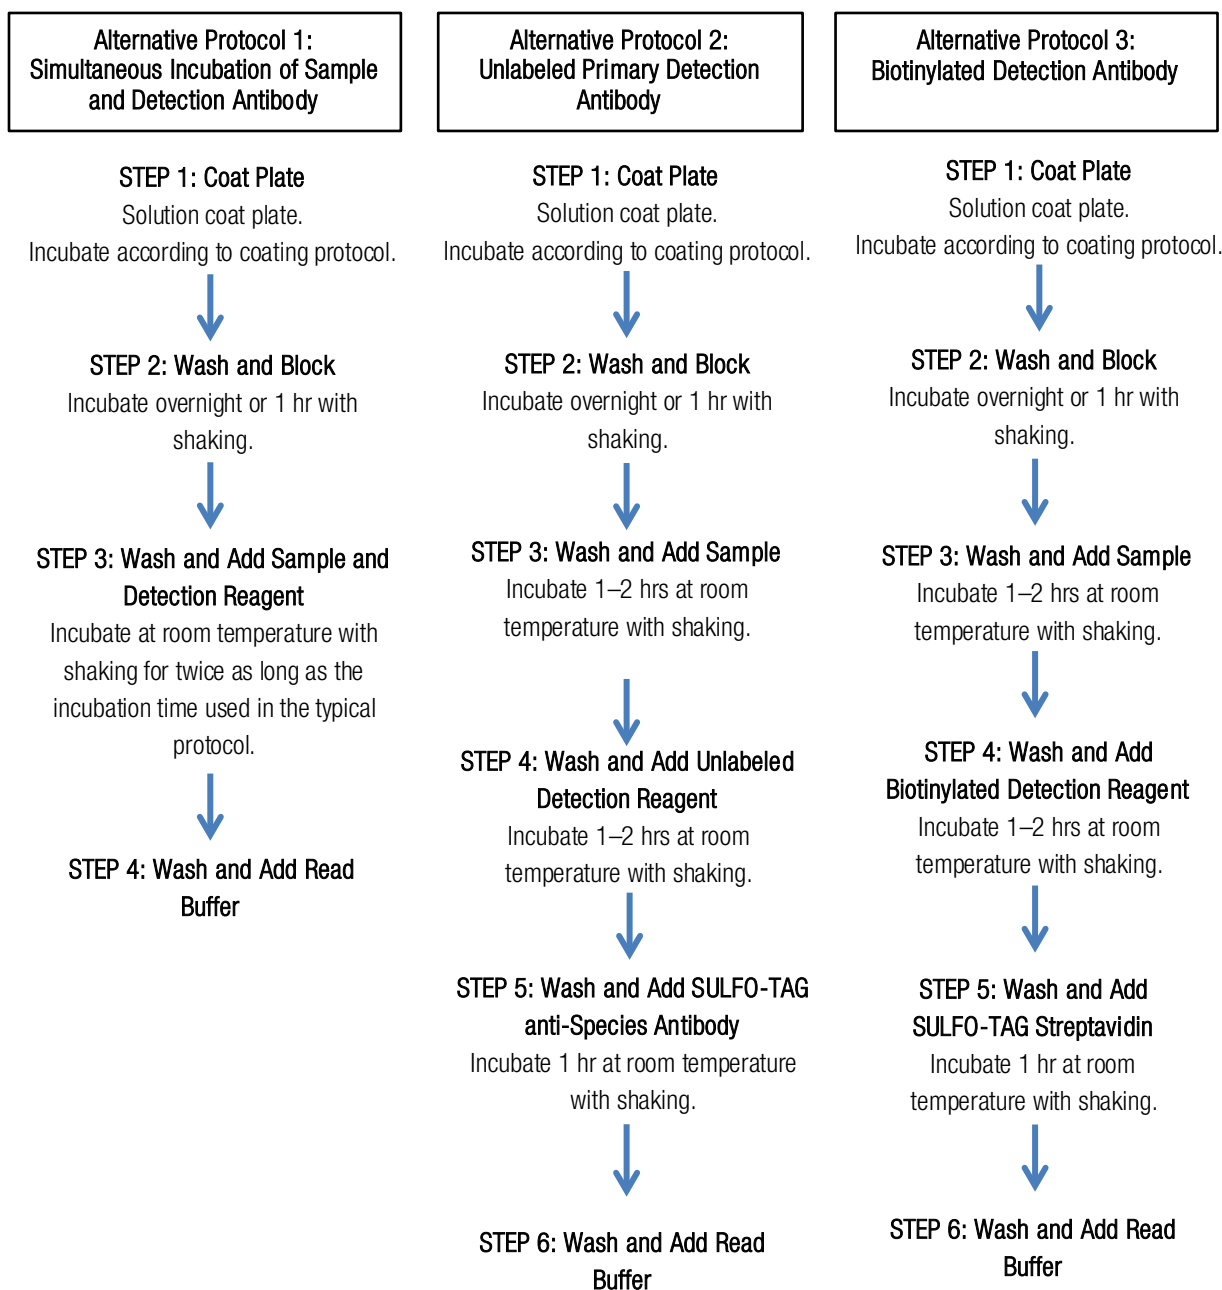 Alternative Protocol 1:
Simultaneous Incubation of Sample
and Detection Antibody
STEP 1: Coat Plate
Solution coat plate.
Incubate according to coating protocol.
STEP 2: Wash and Block
Incubate overnight or 1 hr with
shaking.
STEP 3: Wash and Add Sample and
Detection Reagent
Incubate at room temperature with
shaking for twice as long as the
incubation time used in the typical
protocol.
STEP 4: Wash and Add Read
Buffer
Alternative Protocol 2:
Unlabeled Primary Detection
Antibody
STEP 1: Coat Plate
Solution coat plate.
Incubate according to coating protocol.
STEP 2: Wash and Block
Incubate overnight or 1 hr with
shaking.
STEP 3: Wash and Add Sample
Incubate 1–2 hrs at room
temperature with shaking.
STEP 4: Wash and Add Unlabeled
Detection Reagent
Incubate 1–2 hrs at room
temperature with shaking.
STEP 5: Wash and Add SULFO-TAG
anti-Species Antibody
Incubate 1 hr at room temperature
with shaking.
STEP 6: Wash and Add Read
Buffer
Alternative Protocol 3:
Biotinylated Detection Antibody
STEP 1: Coat Plate
Solution coat plate.
Incubate according to coating protocol.
STEP 2: Wash and Block
Incubate overnight or 1 hr with
shaking.
STEP 3: Wash and Add Sample
Incubate 1–2 hrs at room
temperature with shaking.
STEP 4: Wash and Add
Biotinylated Detection Reagent
Incubate 1–2 hrs at room
temperature with shaking.
STEP 5: Wash and Add
SULFO-TAG Streptavidin
Incubate 1 hr at room
temperature with shaking.
STEP 6: Wash and Add Read
Buffer